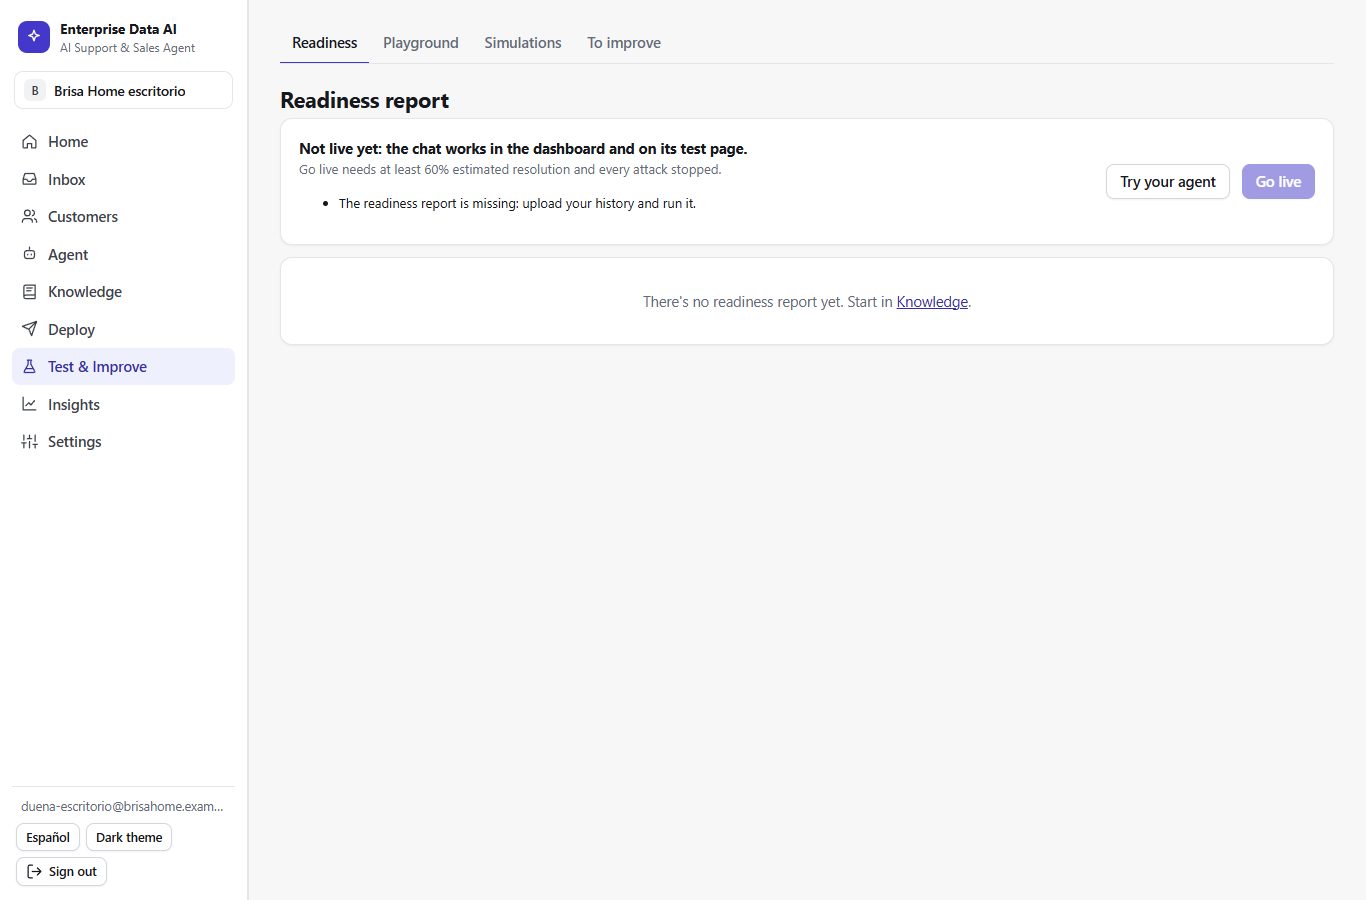 Enterprise Data AI
AI Support & Sales Agent
B Brisa Home escritorio
Home
Inbox
Customers
Agent
Knowledge
Deploy
Test & Improve
Insights
Settings
duena-escritorio@brisahome.exam...
Español Dark theme
Sign out
Readiness Playground Simulations To improve
Readiness report
Not live yet: the chat works in the dashboard and on its test page.
Go live needs at least 60% estimated resolution and every attack stopped.
• The readiness report is missing: upload your history and run it.
Try your agent Go live
There's no readiness report yet. Start in Knowledge.